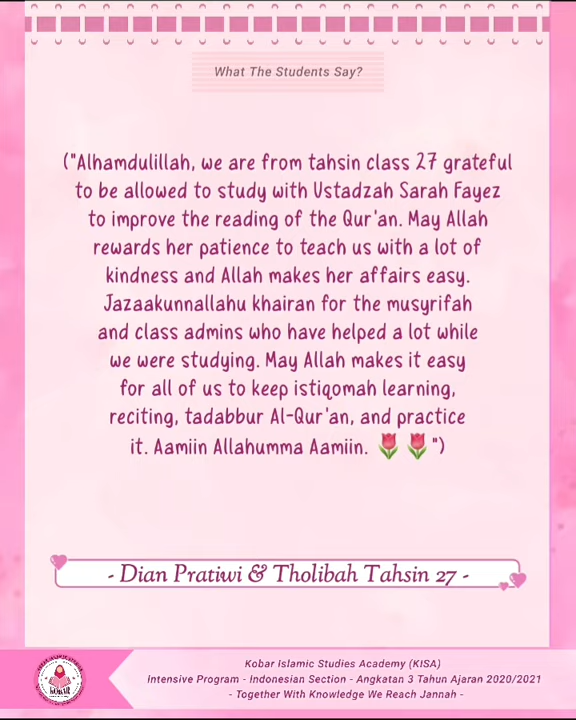 What The Students Say?
("Alhamdulillah, we are from tahsin class 27 grateful
to be allowed to study with Ustadzah Sarah Fayez
to improve the reading of the Qur'an. May Allah
rewards her patience to teach us with a lot of
kindness and Allah makes her affairs easy.
Jazaakunnallahu khairan for the musyrifah
and class admins who have helped a lot while
we were studying. May Allah makes it easy
for all of us to keep istiqomah learning,
reciting, tadabbur Al-Qur'an, and practice
it. Aamiin Allahumma Aamiin. 🌷🌷")
- Dian Pratiwi & Tholibah Tahsin 27 -
KOBAR
Kobar Islamic Studies Academy (KISA)
Intensive Program - Indonesian Section - Angkatan 3 Tahun Ajaran 2020/2021
- Together With Knowledge We Reach Jannah -